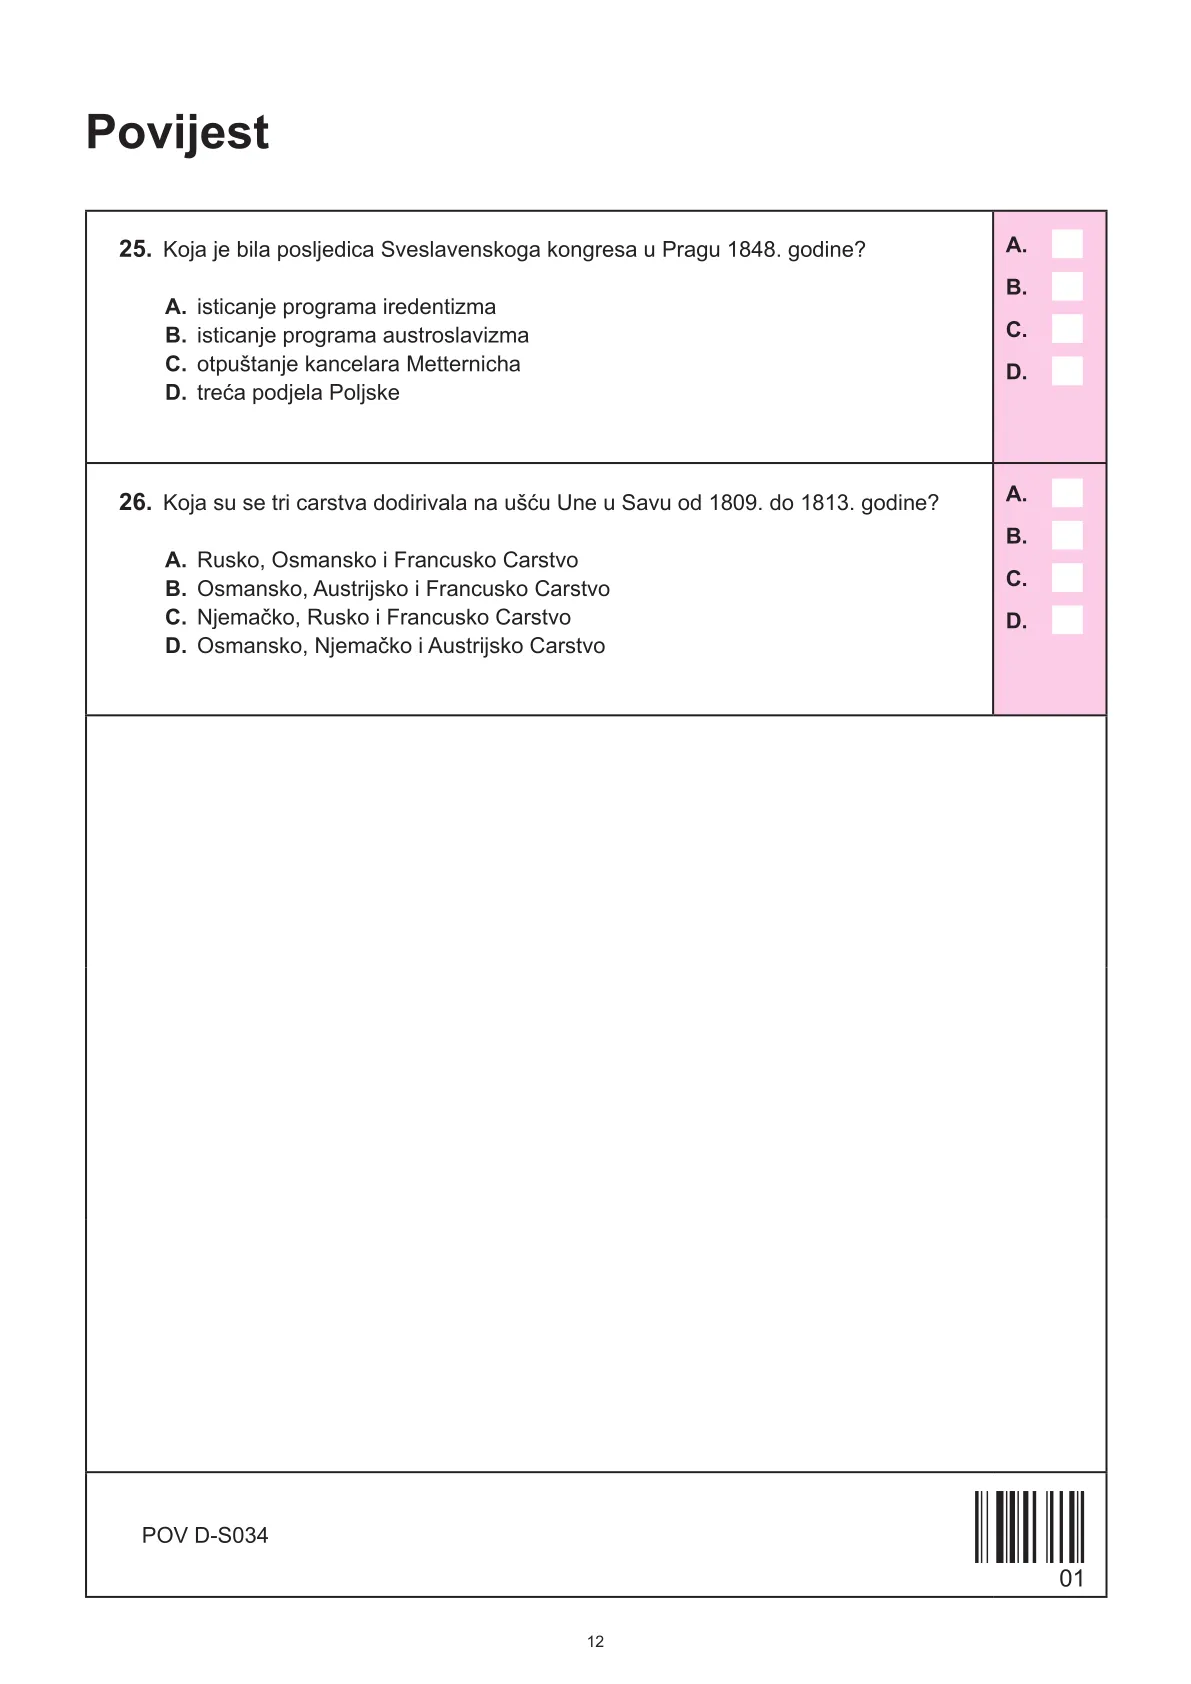 Povijest
25. Koja je bila posljedica Sveslavenskoga kongresa u Pragu 1848. godine?
A. isticanje programa iredentizma
B. isticanje programa austroslavizma
C. otpuštanje kancelara Metternicha
D. treća podjela Poljske
A.
B.
C.
D.
26. Koja su se tri carstva dodirivala na ušću Une u Savu od 1809. do 1813. godine?
A. Rusko, Osmansko i Francusko Carstvo
B. Osmansko, Austrijsko i Francusko Carstvo
C. Njemačko, Rusko i Francusko Carstvo
D. Osmansko, Njemačko i Austrijsko Carstvo
A.
B.
C.
D.
POV D-S034
01
12